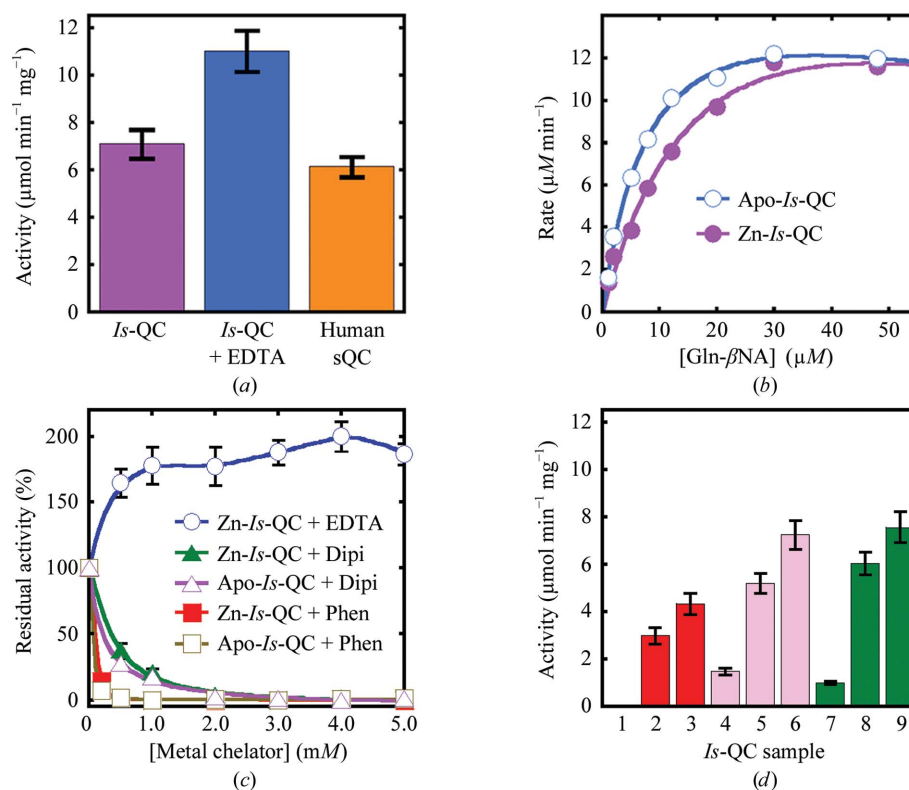 12
10
8
6
4
2
0
Activity (μmol min⁻¹ mg⁻¹)
Is-QC
Is-QC
+ EDTA
Human
sQC
(a)
14
12
10
8
6
4
2
0
Rate (μM min⁻¹)
Apo-Is-QC
Zn-Is-QC
0 10 20 30 40 50
[Gln-βNA] (μM)
(b)
200
150
100
50
0
Residual activity (%)
Zn-Is-QC + EDTA
Zn-Is-QC + Dipi
Apo-Is-QC + Dipi
Zn-Is-QC + Phen
Apo-Is-QC + Phen
0 1.0 2.0 3.0 4.0 5.0
[Metal chelator] (mM)
(c)
12
10
8
6
4
2
0
Activity (μmol min⁻¹ mg⁻¹)
1 2 3 4 5 6 7 8 9
Is-QC sample
(d)